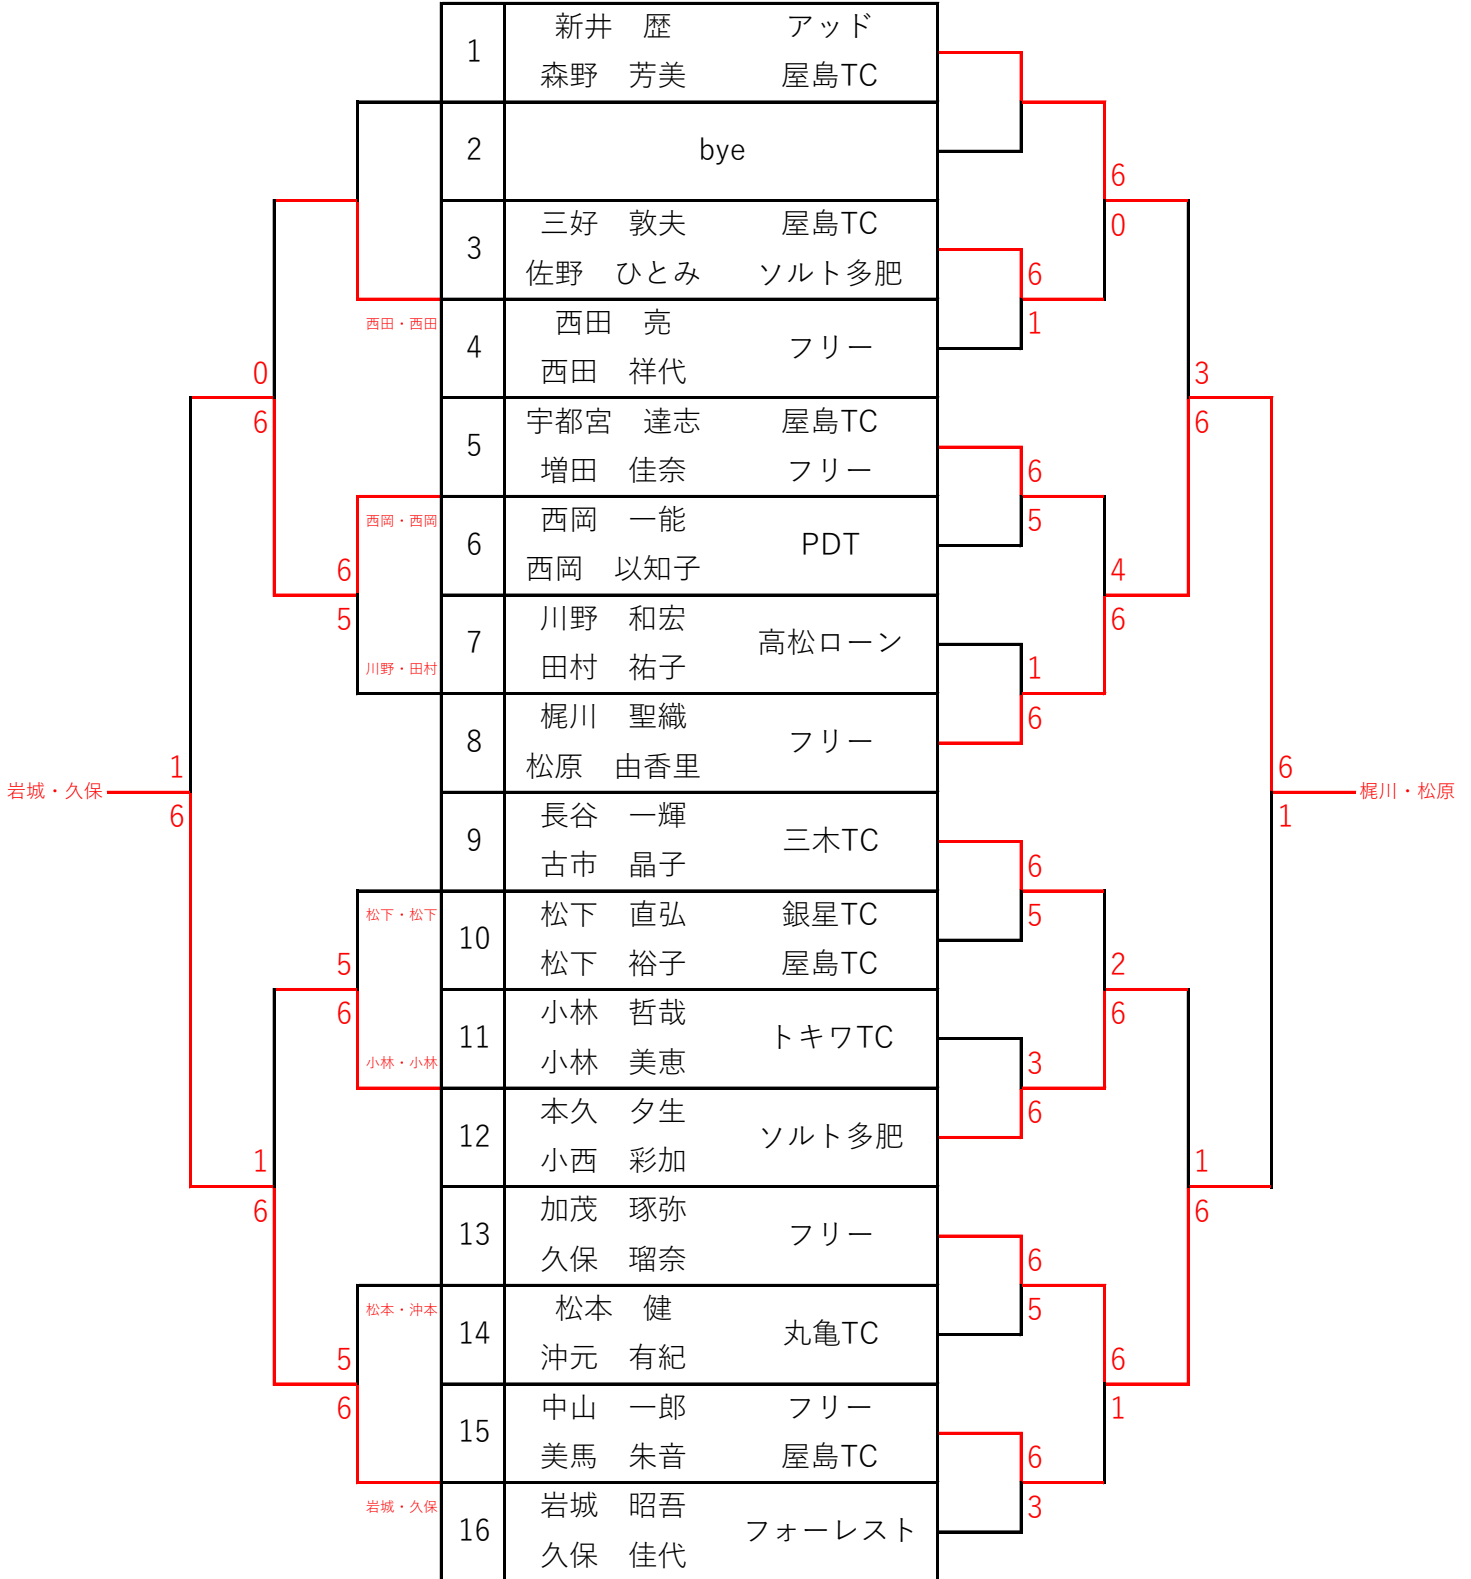 1
新井　歴　アッド
森野　芳美　屋島TC
2
bye
6
0
3
三好　敦夫　屋島TC
佐野　ひとみ　ソルト多肥
6
1
西田・西田
4
西田　亮
フリー
西田　祥代
0
6
3
6
5
宇都宮　達志　屋島TC
増田　佳奈　フリー
6
5
西岡・西岡
6
西岡　一能
PDT
西岡　以知子
6
5
4
6
7
川野　和宏
高松ローン
田村　祐子
川野・田村
1
6
8
梶川　聖織
フリー
松原　由香里
1
6
岩城・久保
6
1
梶川・松原
9
長谷　一輝
三木TC
古市　晶子
6
5
松下・松下
10
松下　直弘　銀星TC
松下　裕子　屋島TC
5
6
2
6
11
小林　哲哉
トキワTC
小林　美恵
小林・小林
3
6
12
本久　夕生
ソルト多肥
小西　彩加
1
6
1
6
13
加茂　琢弥
フリー
久保　瑠奈
6
5
松本・沖本
14
松本　健
丸亀TC
沖元　有紀
5
6
6
1
15
中山　一郎　フリー
美馬　朱音　屋島TC
6
3
岩城・久保
16
岩城　昭吾
フォーレスト
久保　佳代